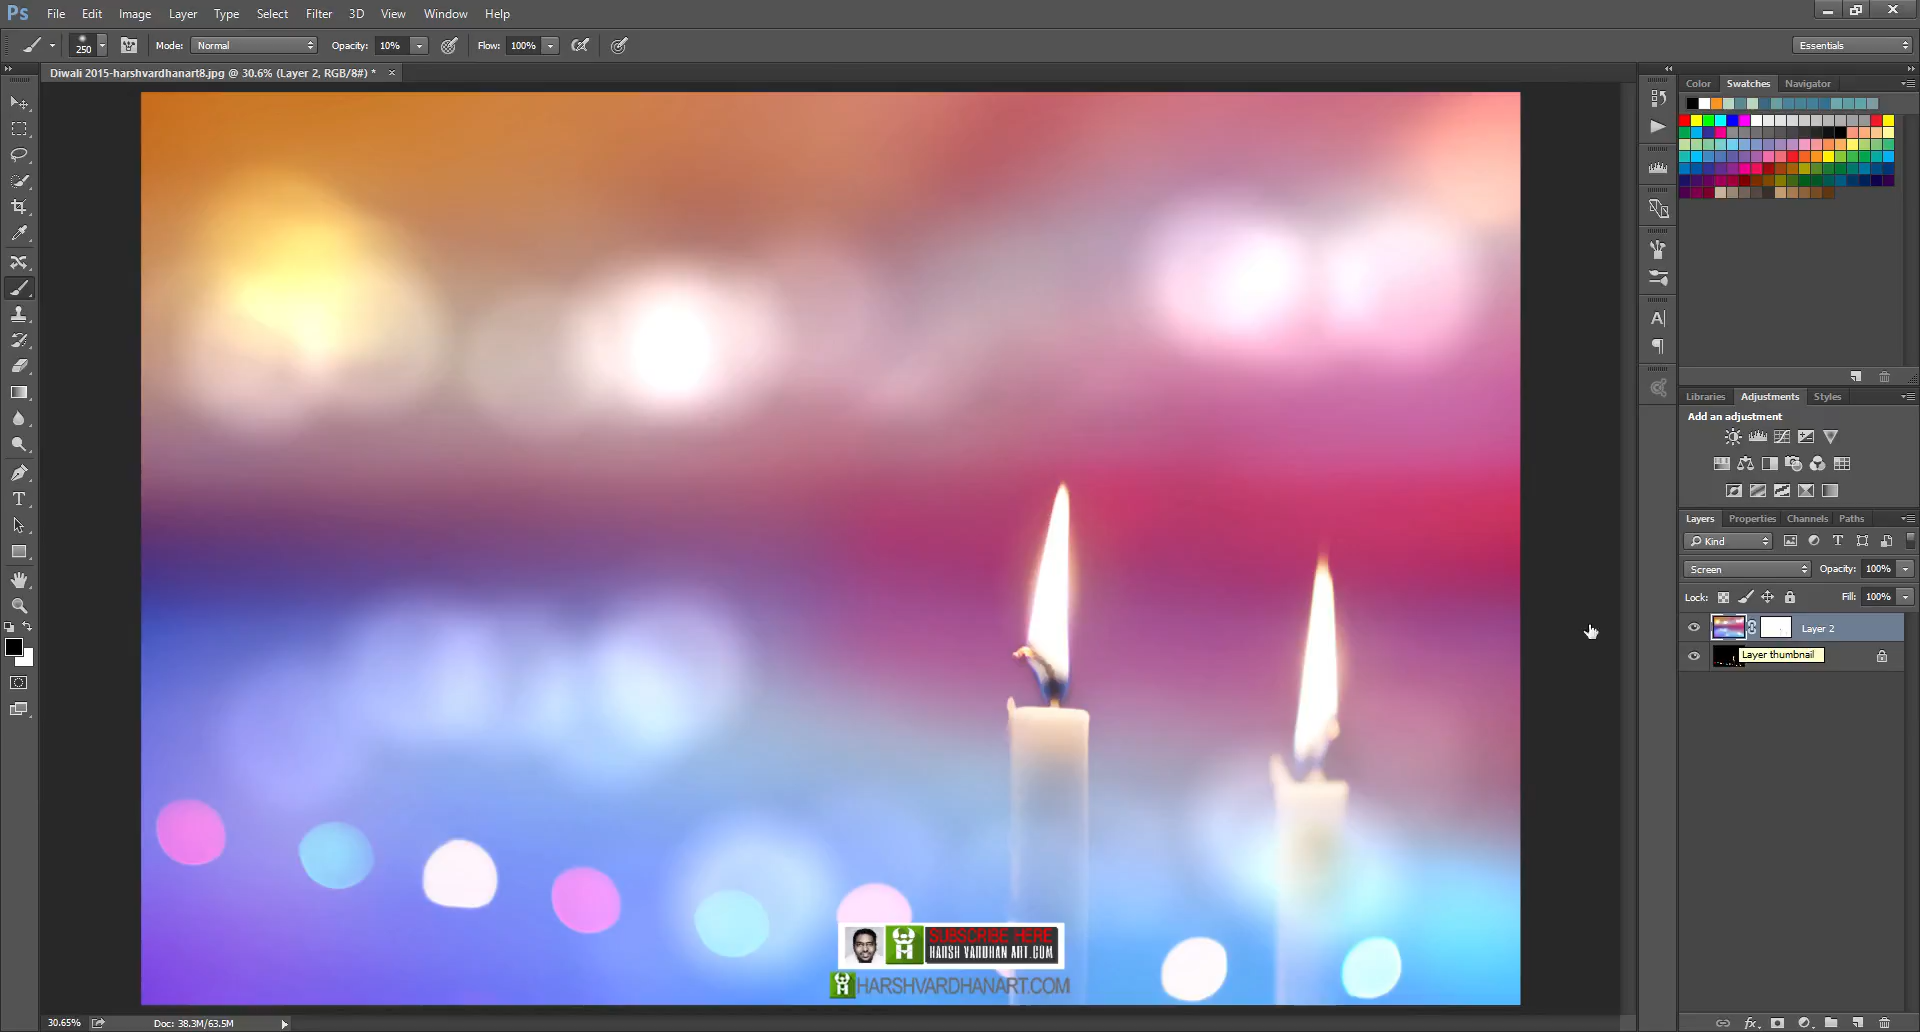 Ps File Edit Image Layer Type Select Filter 3D View Window Help
250 Mode: Normal Opacity: 10% Flow: 100% Essentials
Diwali 2015-harshvardhanart8.jpg @ 30.6% (Layer 2, RGB/8#) * ×
Color Swatches Navigator
Libraries Adjustments Styles
Add an adjustment
Layers Properties Channels Paths
Kind
Screen Opacity: 100%
Lock: Fill: 100%
Layer 2
Layer thumbnail
SUBSCRIBE HERE
HARSH VARDHAN ART.COM
HARSHVARDHANART.COM
30.65% Doc: 38.3M/63.5M